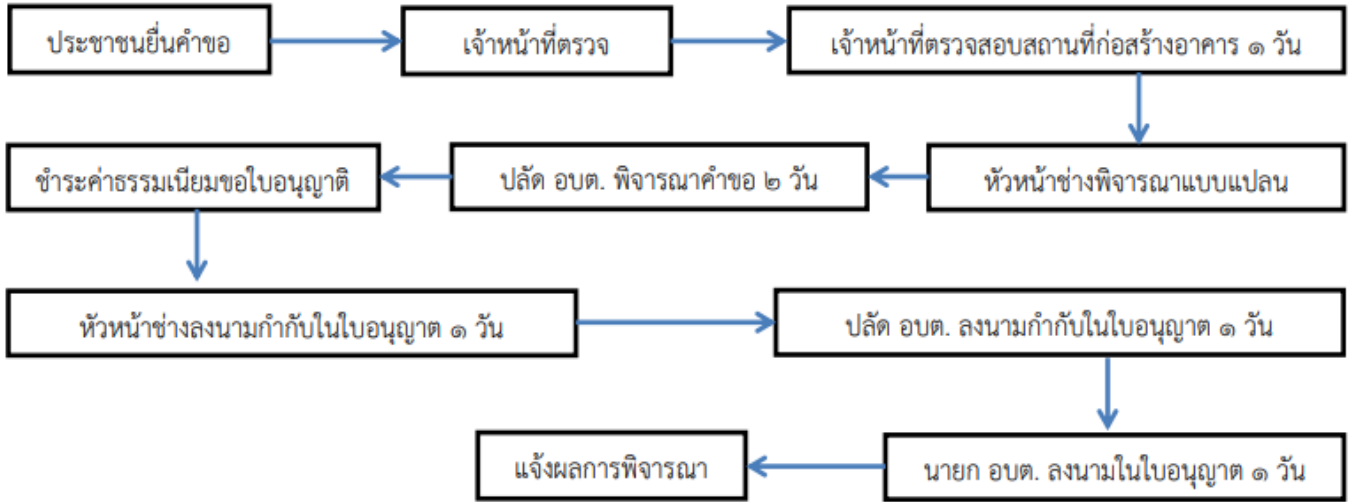 ประชาชนยื่นคำขอ
เจ้าหน้าที่ตรวจ
เจ้าหน้าที่ตรวจสอบสถานที่ก่อสร้างอาคาร ๑ วัน
หัวหน้าช่างพิจารณาแบบแปลน
ปลัด อบต. พิจารณาคำขอ ๒ วัน
ชำระค่าธรรมเนียมขอใบอนุญาติ
หัวหน้าช่างลงนามกำกับในใบอนุญาต ๑ วัน
ปลัด อบต. ลงนามกำกับในใบอนุญาต ๑ วัน
นายก อบต. ลงนามในใบอนุญาต ๑ วัน
แจ้งผลการพิจารณา